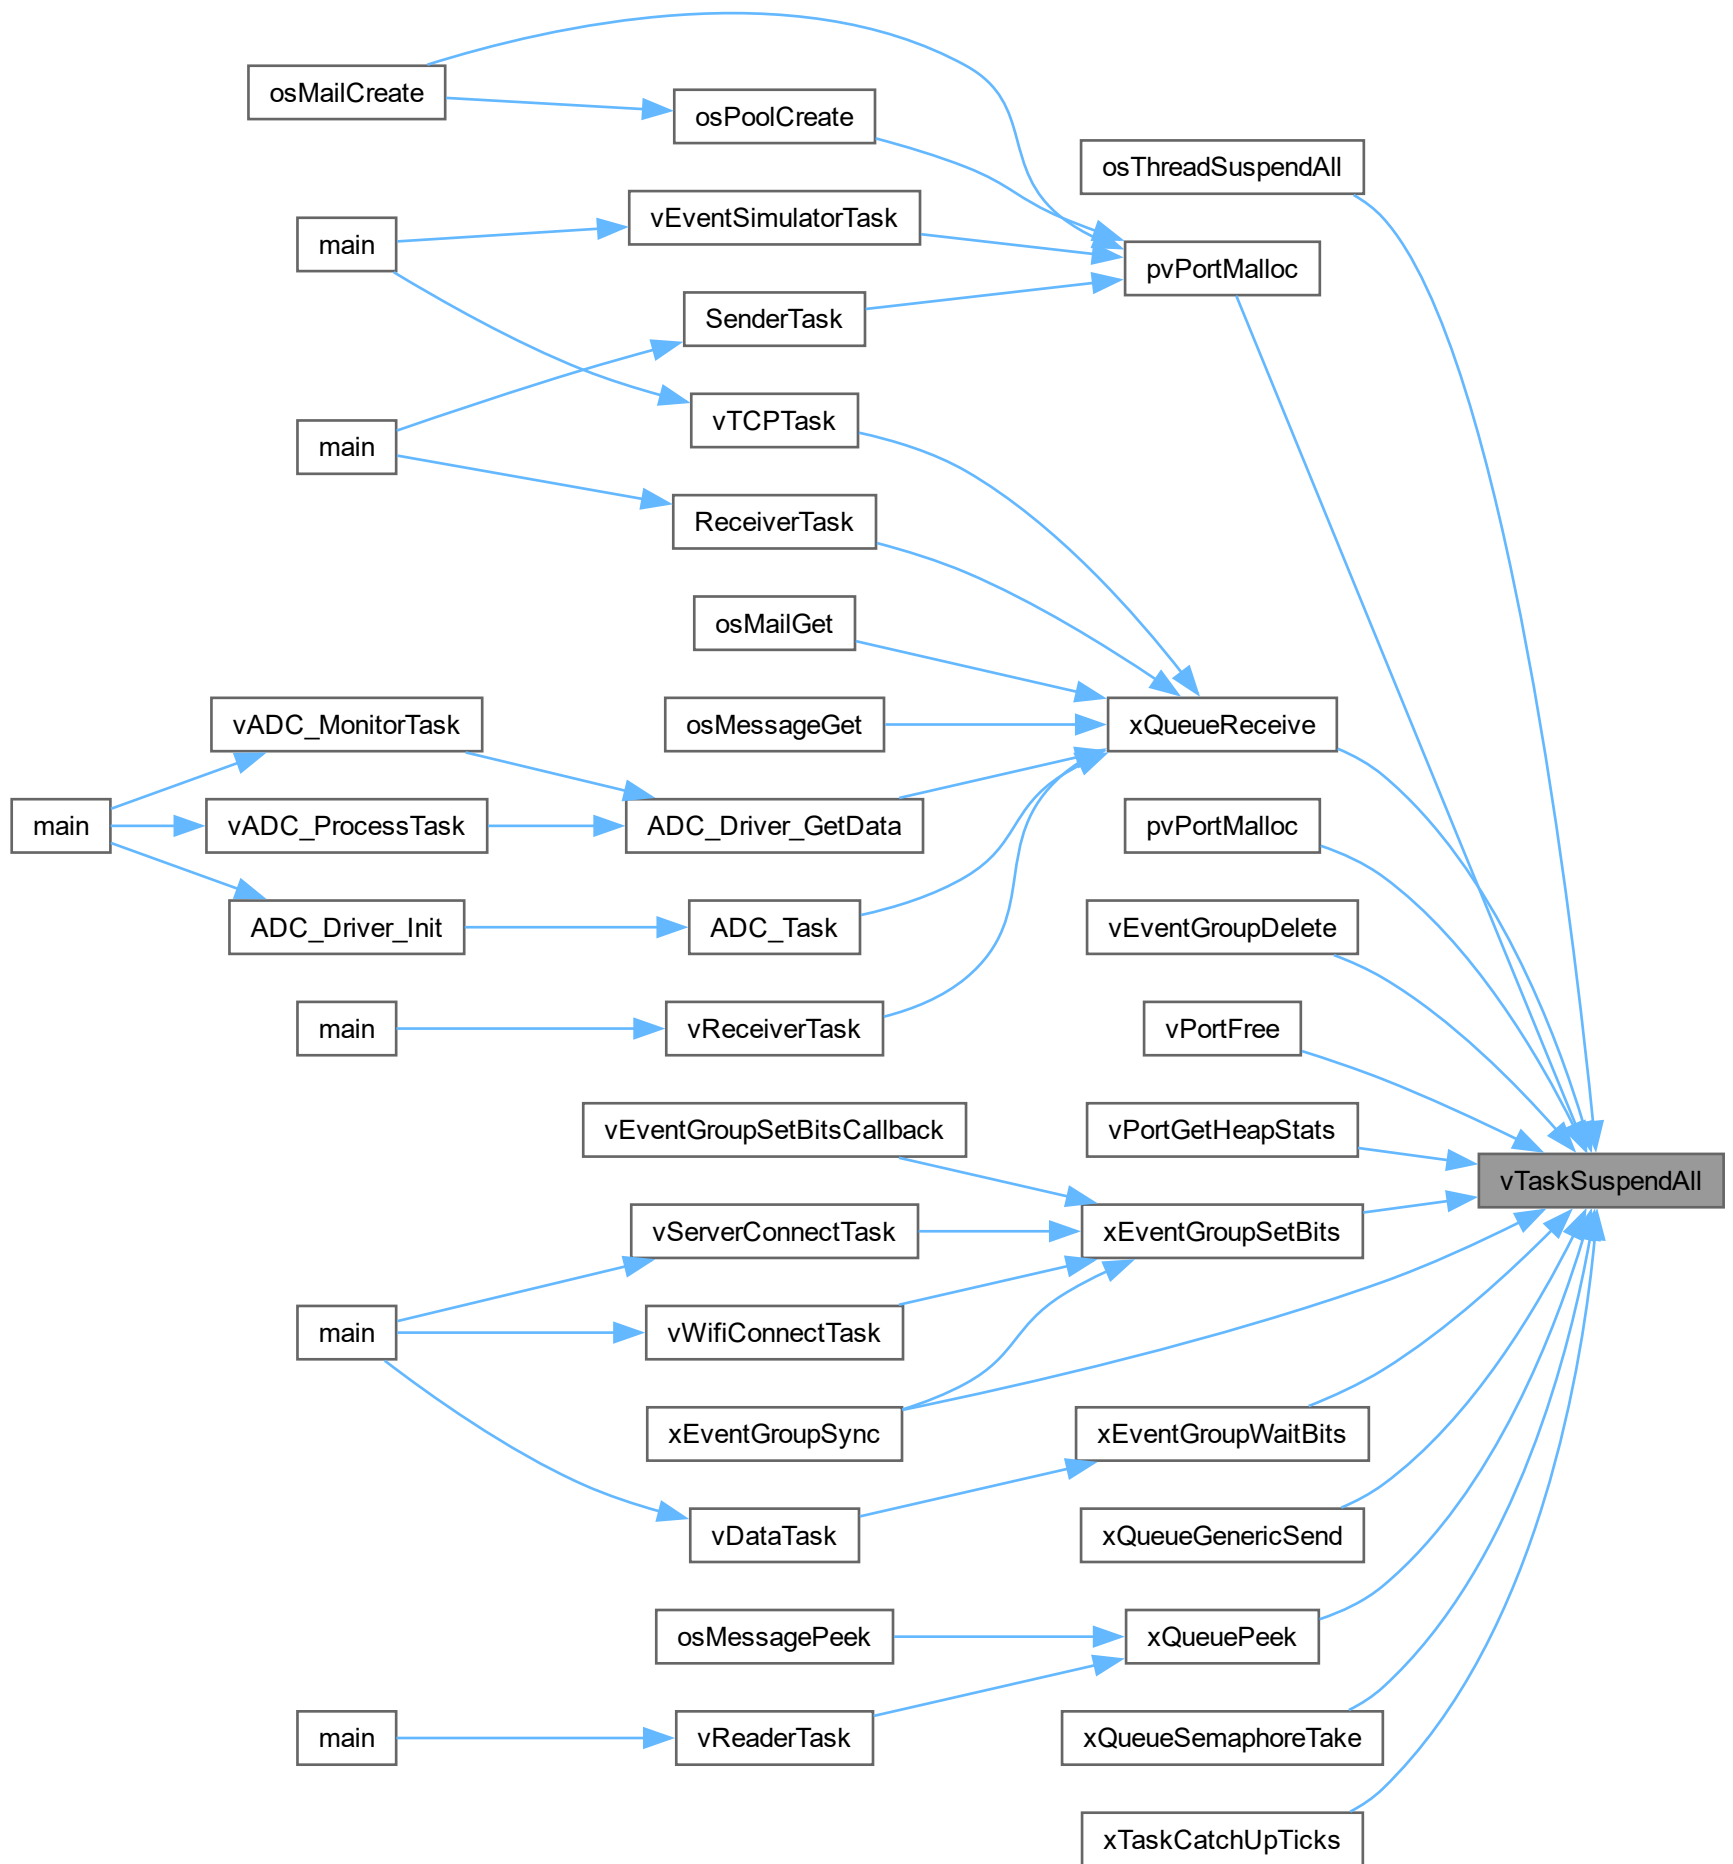 osMailCreate
osPoolCreate
osThreadSuspendAll
vEventSimulatorTask
main
pvPortMalloc
SenderTask
vTCPTask
main
ReceiverTask
osMailGet
vADC_MonitorTask
osMessageGet
xQueueReceive
main
vADC_ProcessTask
ADC_Driver_GetData
pvPortMalloc
ADC_Driver_Init
ADC_Task
vEventGroupDelete
main
vReceiverTask
vPortFree
vEventGroupSetBitsCallback
vPortGetHeapStats
vTaskSuspendAll
vServerConnectTask
xEventGroupSetBits
main
vWifiConnectTask
xEventGroupSync
xEventGroupWaitBits
vDataTask
xQueueGenericSend
osMessagePeek
xQueuePeek
main
vReaderTask
xQueueSemaphoreTake
xTaskCatchUpTicks